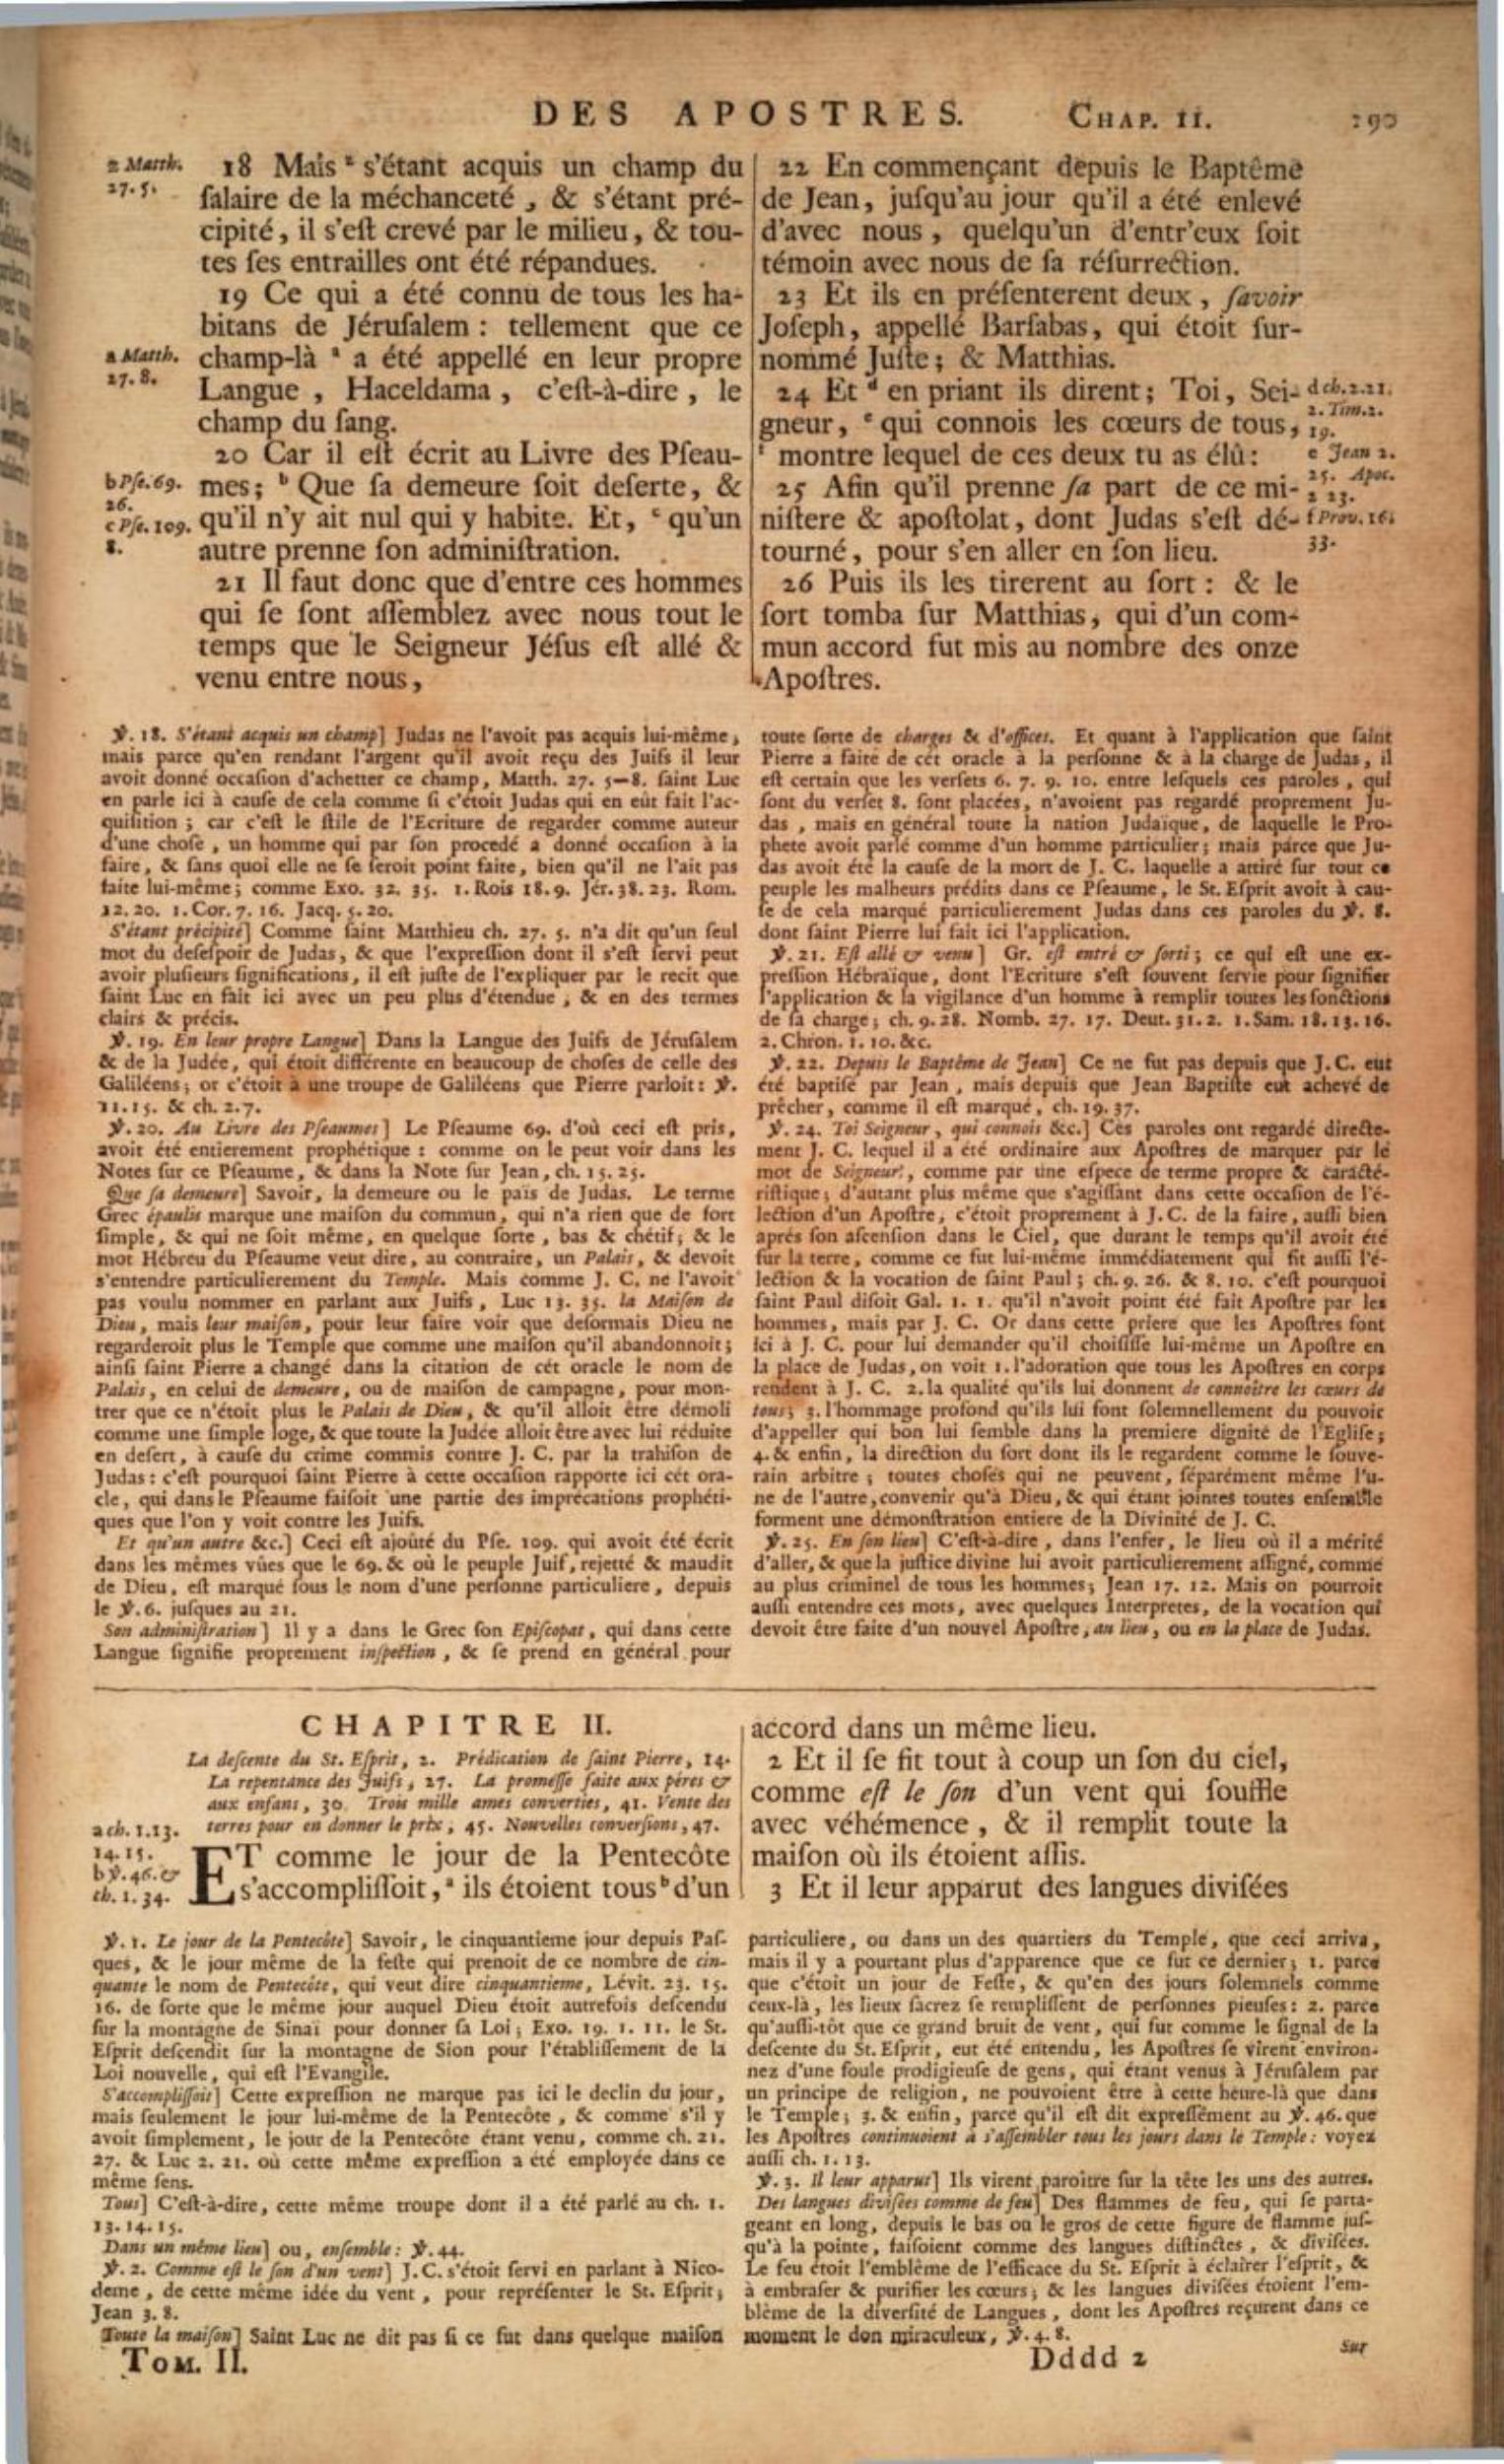 DES APOSTRES. CHAP. II. 290
a Matth.
27. 5.
18 Mais ᵃ s'étant acquis un champ du
ſalaire de la méchanceté, & s'étant pré-
cipité, il s'eſt crevé par le milieu, & tou-
tes ſes entrailles ont été répandues.
19 Ce qui a été connu de tous les ha-
bitans de Jéruſalem : tellement que ce
a Matth.
27. 8.
champ-là ᵃ a été appellé en leur propre
Langue, Haceldama, c'eſt-à-dire, le
champ du ſang.
20 Car il eſt écrit au Livre des Pſeau-
b Pſe. 69.
26.
c Pſe. 109.
8.
mes; ᵇ Que ſa demeure ſoit deſerte, &
qu'il n'y ait nul qui y habite. Et, ᶜ qu'un
autre prenne ſon adminiſtration.
21 Il faut donc que d'entre ces hommes
qui ſe ſont aſſemblez avec nous tout le
temps que le Seigneur Jéſus eſt allé &
venu entre nous,
22 En commençant depuis le Baptême
de Jean, juſqu'au jour qu'il a été enlevé
d'avec nous, quelqu'un d'entr'eux ſoit
témoin avec nous de ſa réſurrection.
23 Et ils en préſenterent deux, ſavoir
Joſeph, appellé Barſabas, qui étoit ſur-
nommé Juſte; & Matthias.
24 Et ᵈ en priant ils dirent; Toi, Sei-
gneur, ᵉ qui connois les cœurs de tous,
ᶠ montre lequel de ces deux tu as élû:
25 Afin qu'il prenne ſa part de ce mi-
niſtere & apoſtolat, dont Judas s'eſt dé-
tourné, pour s'en aller en ſon lieu.
26 Puis ils les tirerent au ſort : & le
ſort tomba ſur Matthias, qui d'un com-
mun accord fut mis au nombre des onze
Apoſtres.
d ch. 2. 21.
2. Tim. 2.
19.
e Jean 2.
25. Apoc.
2 23.
f Prov. 16.
33.
℣. 18. S'étant acquis un champ] Judas ne l'avoit pas acquis lui-même,
mais parce qu'en rendant l'argent qu'il avoit reçu des Juifs il leur
avoit donné occaſion d'achetter ce champ, Matth. 27. 5—8. ſaint Luc
en parle ici à cauſe de cela comme ſi c'étoit Judas qui en eût fait l'ac-
quiſition ; car c'eſt le ſtile de l'Ecriture de regarder comme auteur
d'une choſe, un homme qui par ſon procedé a donné occaſion à la
faire, & ſans quoi elle ne ſe ſeroit point faite, bien qu'il ne l'ait pas
faite lui-même; comme Exo. 32. 35. 1. Rois 18. 9. Jér. 38. 23. Rom.
12. 20. 1. Cor. 7. 16. Jacq. 5. 20.
S'étant précipité] Comme ſaint Matthieu ch. 27. 5. n'a dit qu'un ſeul
mot du deſeſpoir de Judas, & que l'expreſſion dont il s'eſt ſervi peut
avoir pluſieurs ſignifications, il eſt juſte de l'expliquer par le recit que
ſaint Luc en fait ici avec un peu plus d'étendue, & en des termes
clairs & précis.
℣. 19. En leur propre Langue] Dans la Langue des Juifs de Jéruſalem
& de la Judée, qui étoit différente en beaucoup de choſes de celle des
Galiléens; or c'étoit à une troupe de Galiléens que Pierre parloit : ℣.
11. 15. & ch. 2. 7.
℣. 20. Au Livre des Pſeaumes] Le Pſeaume 69. d'où ceci eſt pris,
avoit été entierement prophétique : comme on le peut voir dans les
Notes ſur ce Pſeaume, & dans la Note ſur Jean, ch. 15. 25.
Que ſa demeure] Savoir, la demeure ou le païs de Judas. Le terme
Grec épaulis marque une maiſon du commun, qui n'a rien que de fort
ſimple, & qui ne ſoit même, en quelque ſorte, bas & chétif; & le
mot Hébreu du Pſeaume veut dire, au contraire, un Palais, & devoit
s'entendre particulierement du Temple. Mais comme J. C. ne l'avoit
pas voulu nommer en parlant aux Juifs, Luc 13. 35. la Maiſon de
Dieu, mais leur maiſon, pour leur faire voir que deſormais Dieu ne
regarderoit plus le Temple que comme une maiſon qu'il abandonnoit;
ainſi ſaint Pierre a changé dans la citation de cét oracle le nom de
Palais, en celui de demeure, ou de maiſon de campagne, pour mon-
trer que ce n'étoit plus le Palais de Dieu, & qu'il alloit être démoli
comme une ſimple loge, & que toute la Judée alloit être avec lui réduite
en deſert, à cauſe du crime commis contre J. C. par la trahiſon de
Judas : c'eſt pourquoi ſaint Pierre à cette occaſion rapporte ici cét ora-
cle, qui dans le Pſeaume faiſoit une partie des imprécations prophéti-
ques que l'on y voit contre les Juifs.
Et qu'un autre &c.] Ceci eſt ajoûté du Pſe. 109. qui avoit été écrit
dans les mêmes vûes que le 69. & où le peuple Juif, rejetté & maudit
de Dieu, eſt marqué ſous le nom d'une perſonne particuliere, depuis
le ℣. 6. juſques au 21.
Son adminiſtration] Il y a dans le Grec ſon Epiſcopat, qui dans cette
Langue ſignifie proprement inſpection, & ſe prend en général pour
toute ſorte de charges & d'offices. Et quant à l'application que ſaint
Pierre a faite de cét oracle à la perſonne & à la charge de Judas, il
eſt certain que les verſets 6. 7. 9. 10. entre leſquels ces paroles, qui
ſont du verſet 8. ſont placées, n'avoient pas regardé proprement Ju-
das, mais en général toute la nation Judaïque, de laquelle le Pro-
phete avoit parlé comme d'un homme particulier; mais parce que Ju-
das avoit été la cauſe de la mort de J. C. laquelle a attiré ſur tout ce
peuple les malheurs prédits dans ce Pſeaume, le St. Eſprit avoit à cau-
ſe de cela marqué particulierement Judas dans ces paroles du ℣. 8.
dont ſaint Pierre lui fait ici l'application.
℣. 21. Eſt allé & venu] Gr. eſt entré & ſorti; ce qui eſt une ex-
preſſion Hébraïque, dont l'Ecriture s'eſt ſouvent ſervie pour ſignifier
l'application & la vigilance d'un homme à remplir toutes les fonctions
de ſa charge; ch. 9. 28. Nomb. 27. 17. Deut. 31. 2. 1. Sam. 18. 13. 16.
2. Chron. 1. 10. &c.
℣. 22. Depuis le Baptême de Jean] Ce ne fut pas depuis que J. C. eut
été baptiſé par Jean, mais depuis que Jean Baptiſte eut achevé de
prêcher, comme il eſt marqué, ch. 19. 37.
℣. 24. Toi Seigneur, qui connois &c.] Ces paroles ont regardé directe-
ment J. C. lequel il a été ordinaire aux Apoſtres de marquer par le
mot de Seigneur, comme par une eſpece de terme propre & caracté-
riſtique; d'autant plus même que s'agiſſant dans cette occaſion de l'é-
lection d'un Apoſtre, c'étoit proprement à J. C. de la faire, auſſi bien
aprés ſon aſcenſion dans le Ciel, que durant le temps qu'il avoit été
ſur la terre, comme ce fut lui-même immédiatement qui fit auſſi l'é-
lection & la vocation de ſaint Paul ; ch. 9. 26. & 8. 10. c'eſt pourquoi
ſaint Paul diſoit Gal. 1. 1. qu'il n'avoit point été fait Apoſtre par les
hommes, mais par J. C. Or dans cette priere que les Apoſtres font
ici à J. C. pour lui demander qu'il choiſiſſe lui-même un Apoſtre en
la place de Judas, on voit 1. l'adoration que tous les Apoſtres en corps
rendent à J. C. 2. la qualité qu'ils lui donnent de connoître les cœurs de
tous; 3. l'hommage profond qu'ils lui font ſolemnellement du pouvoir
d'appeller qui bon lui ſemble dans la premiere dignité de l'Egliſe;
4. & enfin, la direction du ſort dont ils le regardent comme le ſouve-
rain arbitre ; toutes choſes qui ne peuvent, ſéparément même l'u-
ne de l'autre, convenir qu'à Dieu, & qui étant jointes toutes enſemble
forment une démonſtration entiere de la Divinité de J. C.
℣. 25. En ſon lieu] C'eſt-à-dire, dans l'enfer, le lieu où il a mérité
d'aller, & que la juſtice divine lui avoit particulierement aſſigné, comme
au plus criminel de tous les hommes; Jean 17. 12. Mais on pourroit
auſſi entendre ces mots, avec quelques Interpretes, de la vocation qui
devoit être faite d'un nouvel Apoſtre, au lieu, ou en la place de Judas.
CHAPITRE II.
La deſcente du St. Eſprit, 2. Prédication de ſaint Pierre, 14.
La repentance des Juifs, 27. La promeſſe faite aux péres &
aux enfans, 30. Trois mille ames converties, 41. Vente des
terres pour en donner le prix, 45. Nouvelles converſions, 47.
a ch. 1. 13.
14. 15.
b ℣. 46. &
ch. 1. 34.
ET comme le jour de la Pentecôte
s'accompliſſoit, ᵃ ils étoient tous ᵇ d'un
accord dans un même lieu.
2 Et il ſe fit tout à coup un ſon du ciel,
comme eſt le ſon d'un vent qui ſouffle
avec véhémence, & il remplit toute la
maiſon où ils étoient aſſis.
3 Et il leur apparut des langues diviſées
℣. 1. Le jour de la Pentecôte] Savoir, le cinquantieme jour depuis Paſ-
ques, & le jour même de la feſte qui prenoit de ce nombre de cin-
quante le nom de Pentecôte, qui veut dire cinquantieme, Lévit. 23. 15.
16. de ſorte que le même jour auquel Dieu étoit autrefois deſcendu
ſur la montagne de Sinaï pour donner ſa Loi; Exo. 19. 1. 11. le St.
Eſprit deſcendit ſur la montagne de Sion pour l'établiſſement de la
Loi nouvelle, qui eſt l'Evangile.
S'accompliſſoit] Cette expreſſion ne marque pas ici le declin du jour,
mais ſeulement le jour lui-même de la Pentecôte, & comme s'il y
avoit ſimplement, le jour de la Pentecôte étant venu, comme ch. 21.
27. & Luc 2. 21. où cette même expreſſion a été employée dans ce
même ſens.
Tous] C'eſt-à-dire, cette même troupe dont il a été parlé au ch. 1.
13. 14. 15.
Dans un même lieu] ou, enſemble : ℣. 44.
℣. 2. Comme eſt le ſon d'un vent] J. C. s'étoit ſervi en parlant à Nico-
deme, de cette même idée du vent, pour repréſenter le St. Eſprit;
Jean 3. 8.
Toute la maiſon] Saint Luc ne dit pas ſi ce fut dans quelque maiſon
particuliere, ou dans un des quartiers du Temple, que ceci arriva,
mais il y a pourtant plus d'apparence que ce fut ce dernier; 1. parce
que c'étoit un jour de Feſte, & qu'en des jours ſolemnels comme
ceux-là, les lieux ſacrez ſe rempliſſent de perſonnes pieuſes : 2. parce
qu'auſſi-tôt que ce grand bruit de vent, qui fut comme le ſignal de la
deſcente du St. Eſprit, eut été entendu, les Apoſtres ſe virent environ-
nez d'une foule prodigieuſe de gens, qui étant venus à Jéruſalem par
un principe de religion, ne pouvoient être à cette heure-là que dans
le Temple; 3. & enfin, parce qu'il eſt dit expreſſément au ℣. 46. que
les Apoſtres continuoient à s'aſſembler tous les jours dans le Temple : voyez
auſſi ch. 1. 13.
℣. 3. Il leur apparut] Ils virent paroître ſur la tête les uns des autres.
Des langues diviſées comme de feu] Des flammes de feu, qui ſe parta-
geant en long, depuis le bas ou le gros de cette figure de flamme juſ-
qu'à la pointe, faiſoient comme des langues diſtinctes, & diviſées.
Le feu étoit l'emblême de l'efficace du St. Eſprit à éclairer l'eſprit, &
à embraſer & purifier les cœurs; & les langues diviſées étoient l'em-
blême de la diverſité de Langues, dont les Apoſtres reçurent dans ce
moment le don miraculeux, ℣. 4. 8.
TOM. II. Dddd 2 Sur